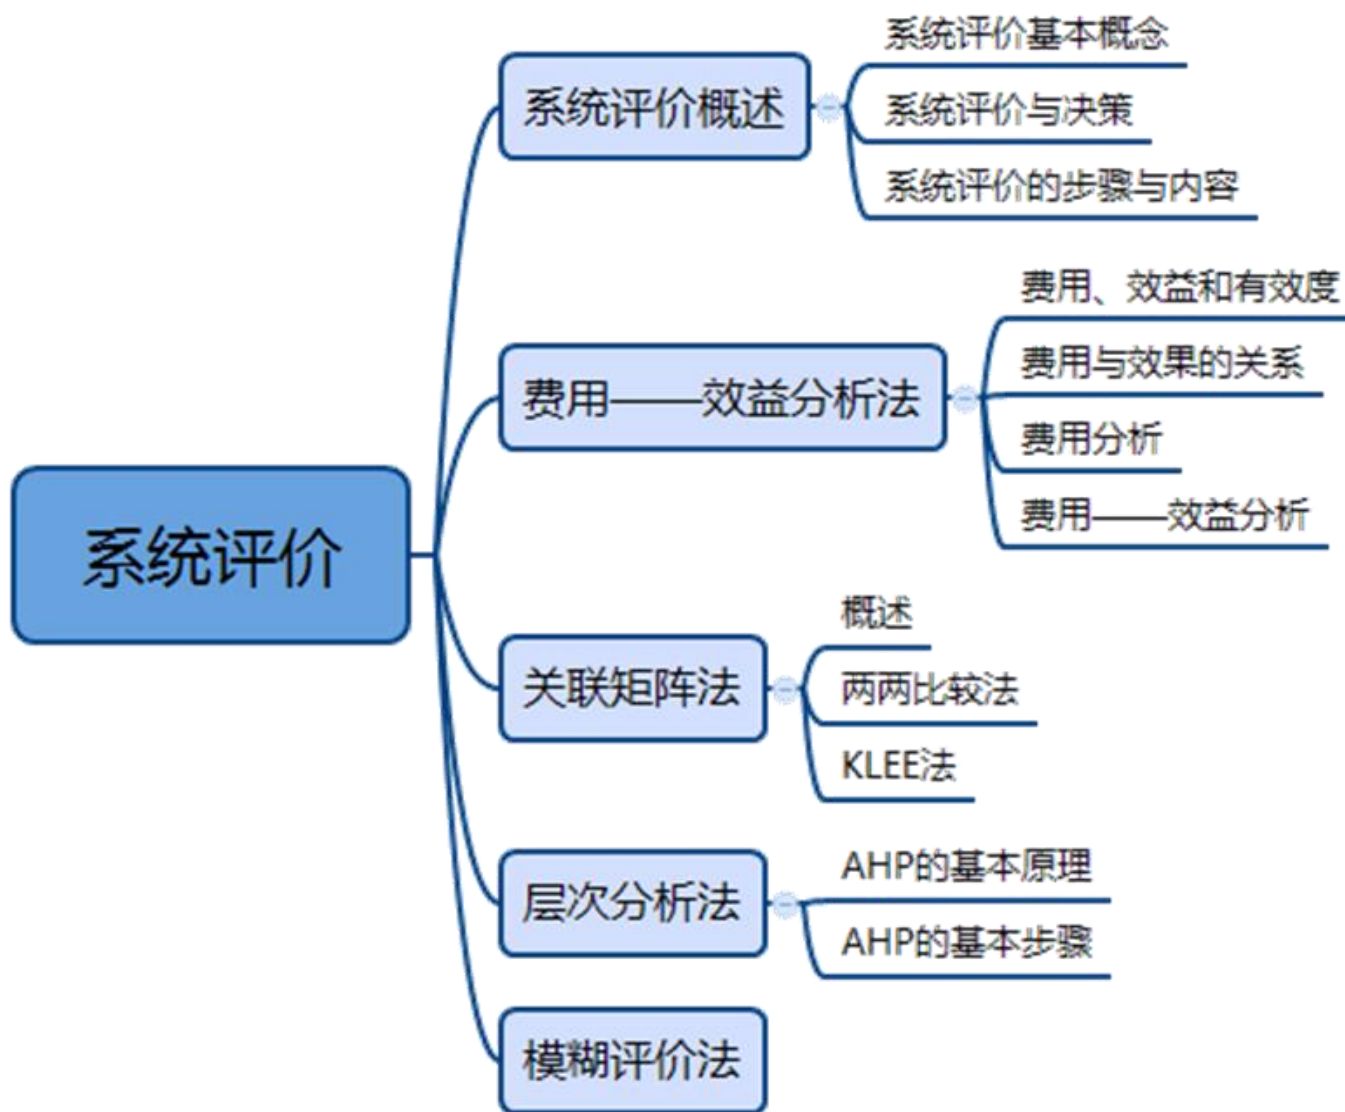 系统评价
系统评价概述
系统评价基本概念
系统评价与决策
系统评价的步骤与内容
费用——效益分析法
费用、效益和有效度
费用与效果的关系
费用分析
费用——效益分析
关联矩阵法
概述
两两比较法
KLEE法
层次分析法
AHP的基本原理
AHP的基本步骤
模糊评价法